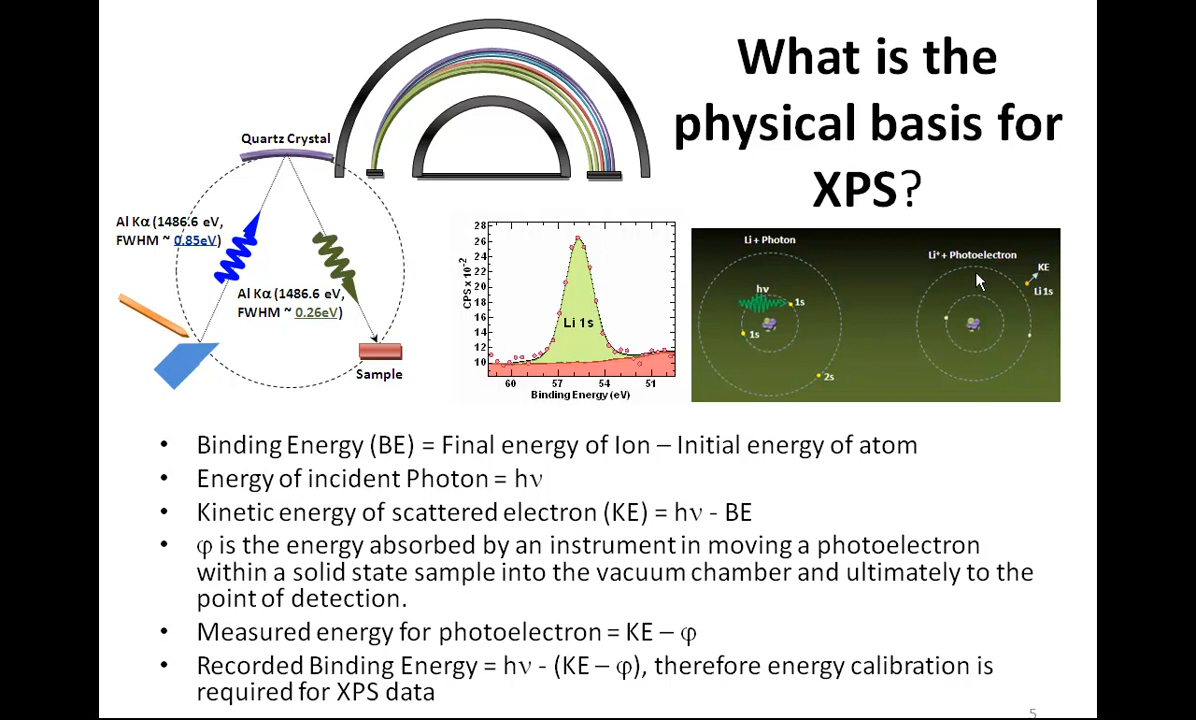 What is the
physical basis for
XPS?
Quartz Crystal
Al Kα (1486.6 eV,
FWHM ~ 0.85eV)
Al Kα (1486.6 eV,
FWHM ~ 0.26eV)
Sample
CPS x 10⁻²
28
26
24
22
20
18
16
14
12
10
Li 1s
60 57 54 51
Binding Energy (eV)
Li + Photon
hν
1s
1s
2s
Li⁺ + Photoelectron
KE
Li 1s
• Binding Energy (BE) = Final energy of Ion – Initial energy of atom
• Energy of incident Photon = hν
• Kinetic energy of scattered electron (KE) = hν - BE
• φ is the energy absorbed by an instrument in moving a photoelectron
within a solid state sample into the vacuum chamber and ultimately to the
point of detection.
• Measured energy for photoelectron = KE – φ
• Recorded Binding Energy = hν - (KE – φ), therefore energy calibration is
required for XPS data
5